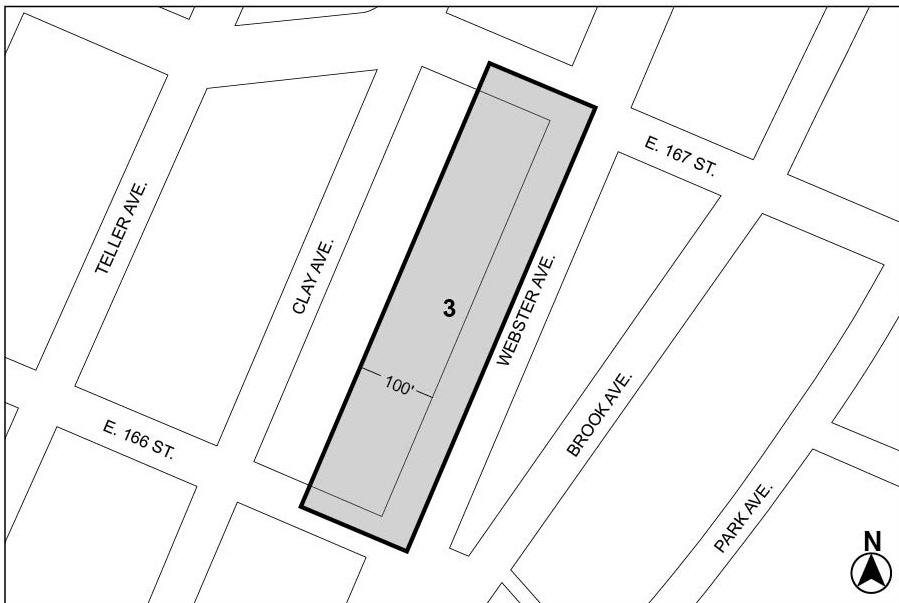 E. 167 ST.
TELLER AVE.
CLAY AVE.
3
WEBSTER AVE.
100'
BROOK AVE.
E. 166 ST.
PARK AVE.
N